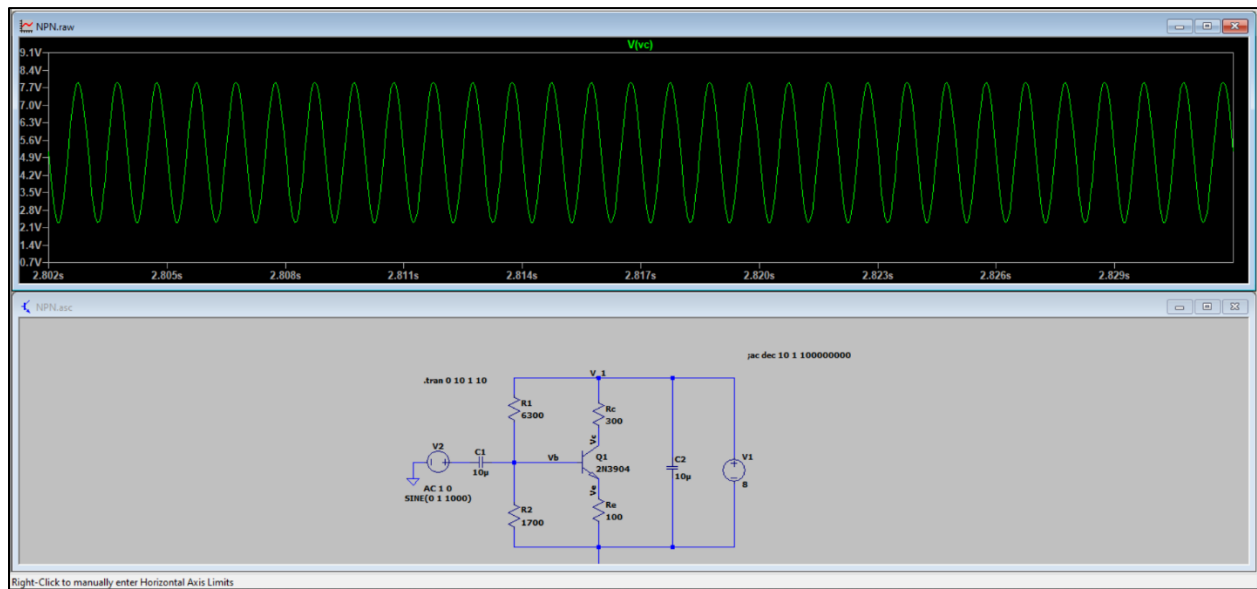 NPN.raw
V(vc)
9.1V
8.4V
7.7V
7.0V
6.3V
5.6V
4.9V
4.2V
3.5V
2.8V
2.1V
1.4V
0.7V
2.802s 2.805s 2.808s 2.811s 2.814s 2.817s 2.820s 2.823s 2.826s 2.829s
NPN.asc
;ac dec 10 1 100000000
.tran 0 10 1 10
V_1
R1
6300
Rc
300
Vc
V2
C1
10µ
Vb
Q1
2N3904
C2
10µ
V1
8
AC 1 0
SINE(0 1 1000)
Ve
R2
1700
Re
100
Right-Click to manually enter Horizontal Axis Limits